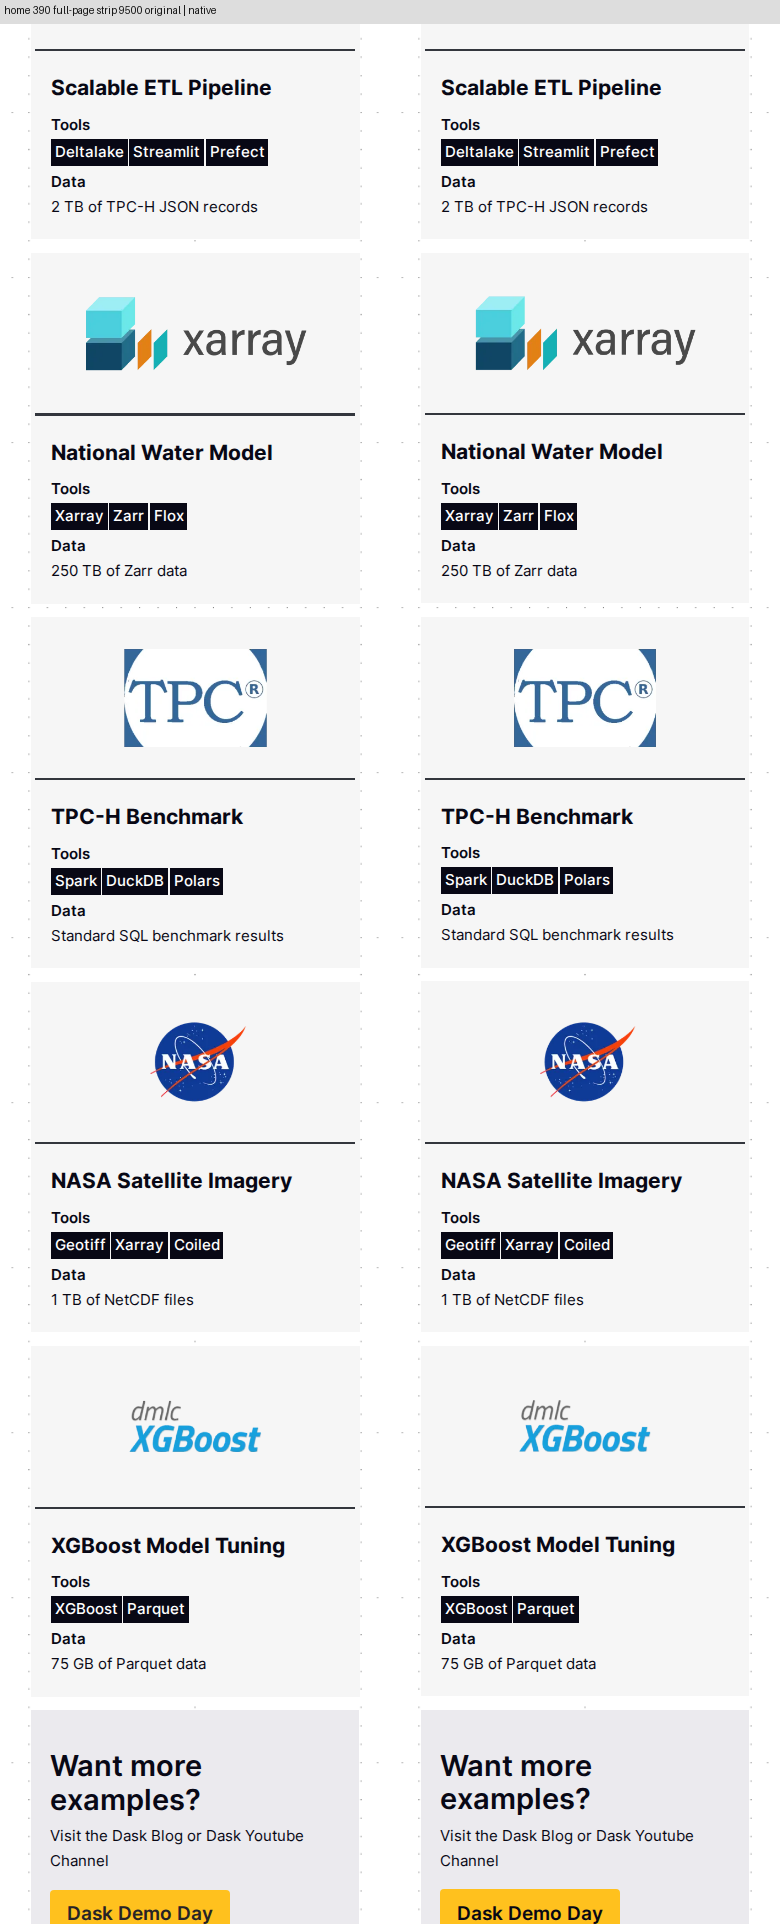 home 390 full-page strip 9500 original | native
Scalable ETL Pipeline
Tools
Deltalake Streamlit Prefect
Data
2 TB of TPC-H JSON records
xarray
National Water Model
Tools
Xarray Zarr Flox
Data
250 TB of Zarr data
TPC®
TPC-H Benchmark
Tools
Spark DuckDB Polars
Data
Standard SQL benchmark results
NASA
NASA Satellite Imagery
Tools
Geotiff Xarray Coiled
Data
1 TB of NetCDF files
dmlc
XGBoost
XGBoost Model Tuning
Tools
XGBoost Parquet
Data
75 GB of Parquet data
Want more
examples?
Visit the Dask Blog or Dask Youtube
Channel
Dask Demo Day
Scalable ETL Pipeline
Tools
Deltalake Streamlit Prefect
Data
2 TB of TPC-H JSON records
xarray
National Water Model
Tools
Xarray Zarr Flox
Data
250 TB of Zarr data
TPC®
TPC-H Benchmark
Tools
Spark DuckDB Polars
Data
Standard SQL benchmark results
NASA
NASA Satellite Imagery
Tools
Geotiff Xarray Coiled
Data
1 TB of NetCDF files
dmlc
XGBoost
XGBoost Model Tuning
Tools
XGBoost Parquet
Data
75 GB of Parquet data
Want more
examples?
Visit the Dask Blog or Dask Youtube
Channel
Dask Demo Day